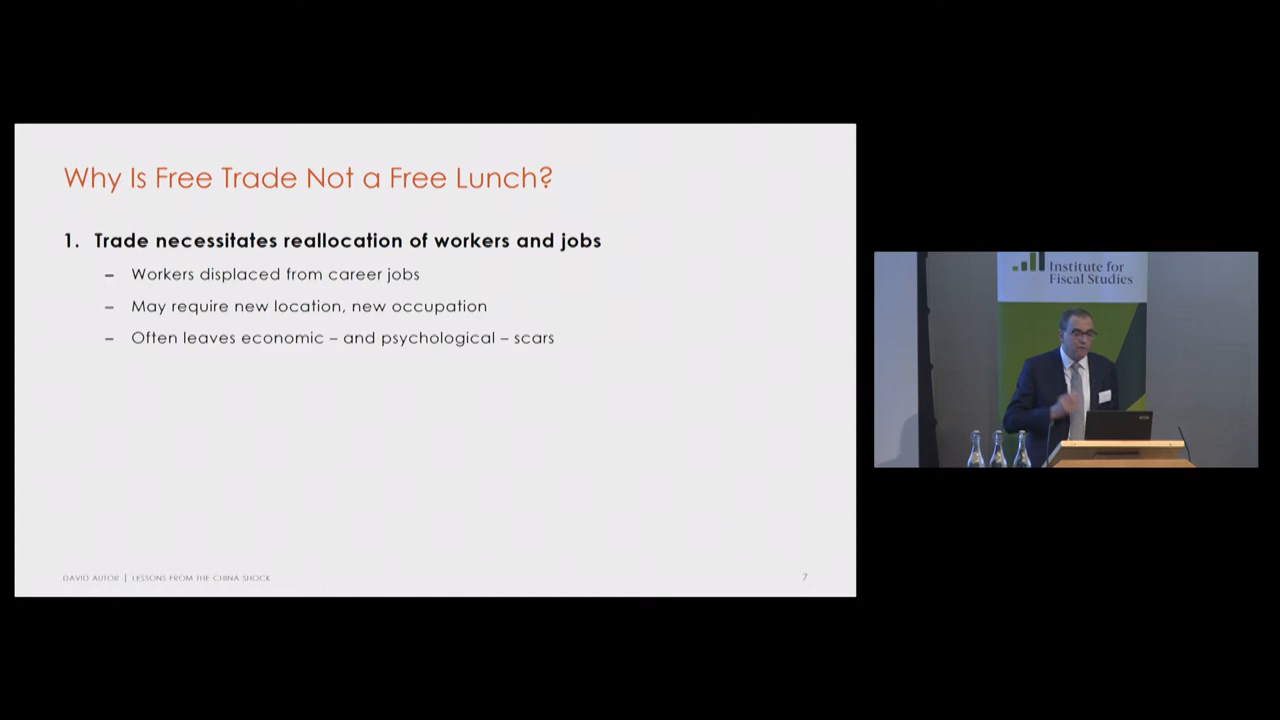 Why Is Free Trade Not a Free Lunch?
1. Trade necessitates reallocation of workers and jobs
– Workers displaced from career jobs
– May require new location, new occupation
– Often leaves economic – and psychological – scars
DAVID AUTOR | LESSONS FROM THE CHINA SHOCK
7
Institute for
Fiscal Studies